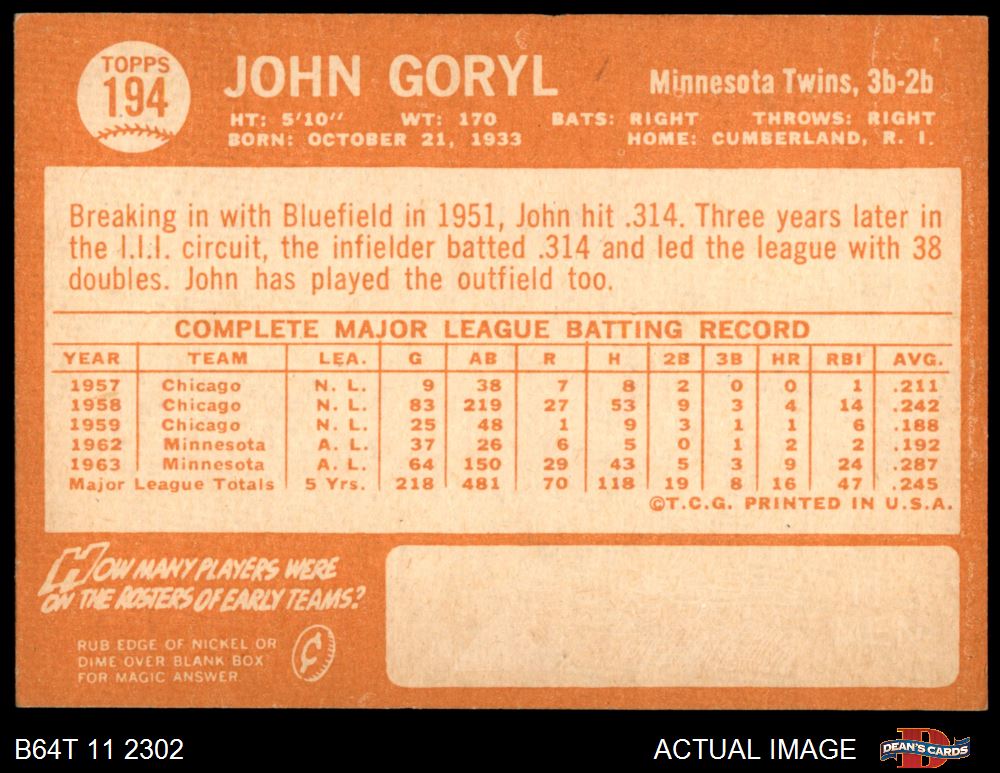 TOPPS
194
JOHN GORYL
Minnesota Twins, 3b-2b
HT: 5'10" WT: 170 BATS: RIGHT THROWS: RIGHT
BORN: OCTOBER 21, 1933 HOME: CUMBERLAND, R. I.
Breaking in with Bluefield in 1951, John hit .314. Three years later in
the I.I.I. circuit, the infielder batted .314 and led the league with 38
doubles. John has played the outfield too.
COMPLETE MAJOR LEAGUE BATTING RECORD
YEAR TEAM LEA. G AB R H 2B 3B HR RBI AVG.
1957 Chicago N. L. 9 38 7 8 2 0 0 1 .211
1958 Chicago N. L. 83 219 27 53 9 3 4 14 .242
1959 Chicago N. L. 25 48 1 9 3 1 1 6 .188
1962 Minnesota A. L. 37 26 6 5 0 1 2 2 .192
1963 Minnesota A. L. 64 150 29 43 5 3 9 24 .287
Major League Totals 5 Yrs. 218 481 70 118 19 8 16 47 .245
©T.C.G. PRINTED IN U.S.A.
HOW MANY PLAYERS WERE
ON THE ROSTERS OF EARLY TEAMS?
RUB EDGE OF NICKEL OR
DIME OVER BLANK BOX
FOR MAGIC ANSWER.
B64T 11 2302
ACTUAL IMAGE
DEAN'S CARDS